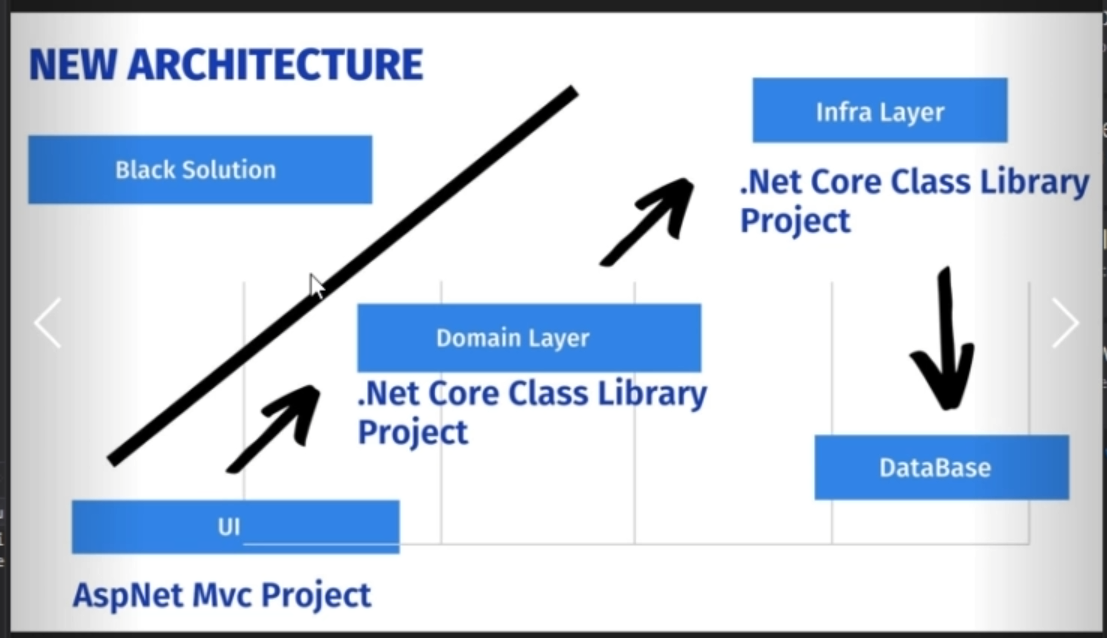 NEW ARCHITECTURE
Black Solution
Infra Layer
.Net Core Class Library
Project
Domain Layer
.Net Core Class Library
Project
DataBase
UI
AspNet Mvc Project